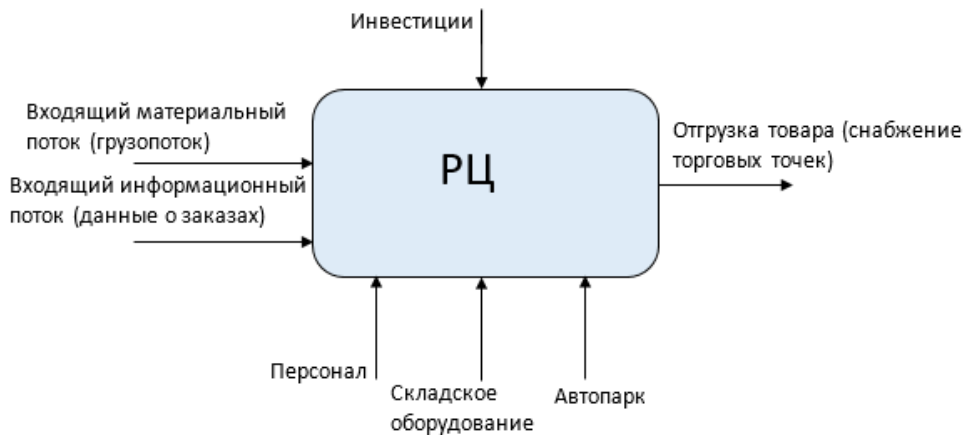 Инвестиции
Входящий материальный
поток (грузопоток)
Входящий информационный
поток (данные о заказах)
РЦ
Отгрузка товара (снабжение
торговых точек)
Персонал
Складское
оборудование
Автопарк